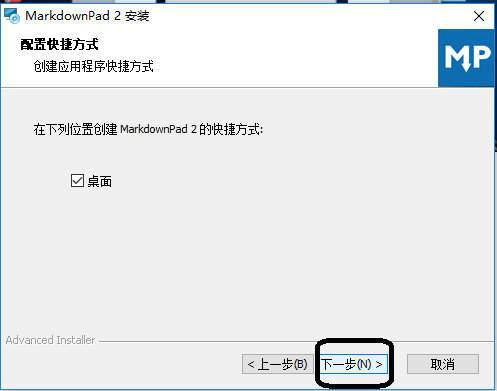 MarkdownPad 2 安装
配置快捷方式
创建应用程序快捷方式
MP
在下列位置创建 MarkdownPad 2 的快捷方式:
桌面
Advanced Installer
< 上一步(B)
下一步(N) >
取消